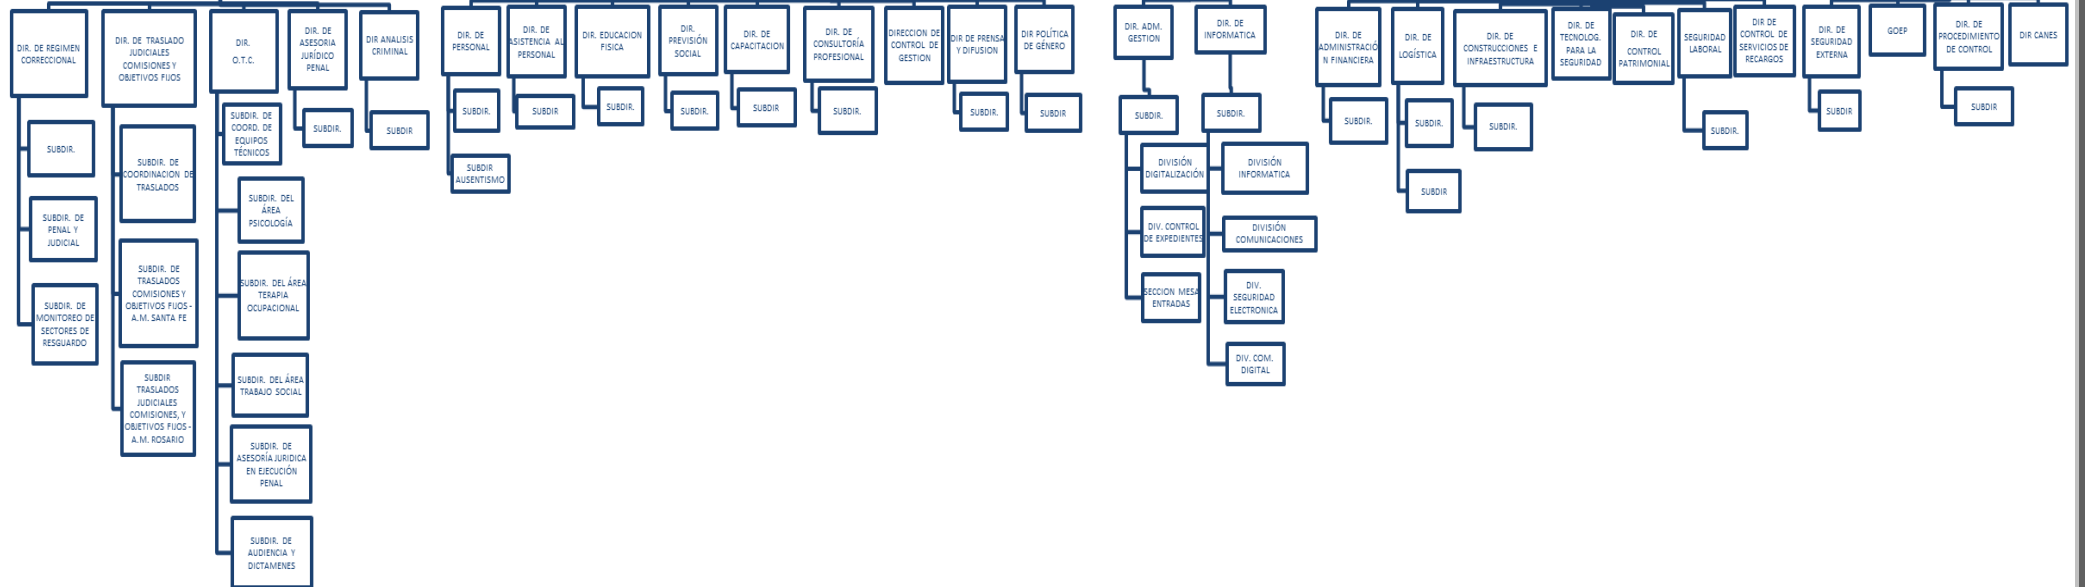 DIR. DE REGIMEN
CORRECCIONAL
SUBDIR.
SUBDIR. DE
PENAL Y
JUDICIAL
SUBDIR. DE
MONITOREO DE
SECTORES DE
RESGUARDO
DIR. DE TRASLADO
JUDICIALES
COMISIONES Y
OBJETIVOS FIJOS
SUBDIR. DE
COORDINACION DE
TRASLADOS
SUBDIR. DE
TRASLADOS
COMISIONES Y
OBJETIVOS FIJOS -
A.M. SANTA FE
SUBDIR
TRASLADOS
JUDICIALES
COMISIONES, Y
OBJETIVOS FIJOS -
A.M. ROSARIO
DIR.
O.T.C.
SUBDIR. DE
COORD. DE
EQUIPOS
TÉCNICOS
SUBDIR. DEL
ÁREA
PSICOLOGÍA
SUBDIR. DEL ÁREA
TERAPIA
OCUPACIONAL
SUBDIR. DEL ÁREA
TRABAJO SOCIAL
SUBDIR. DE
ASESORÍA JURIDICA
EN EJECUCIÓN
PENAL
SUBDIR. DE
AUDIENCIA Y
DICTAMENES
DIR. DE
ASESORIA
JURÍDICO
PENAL
SUBDIR.
DIR ANALISIS
CRIMINAL
SUBDIR
DIR. DE
PERSONAL
SUBDIR.
SUBDIR
AUSENTISMO
DIR. DE
ASISTENCIA AL
PERSONAL
SUBDIR
DIR. EDUCACION
FISICA
SUBDIR.
DIR.
PREVISIÓN
SOCIAL
SUBDIR.
DIR. DE
CAPACITACION
SUBDIR
DIR. DE
CONSULTORÍA
PROFESIONAL
SUBDIR.
DIRECCION DE
CONTROL DE
GESTION
DIR DE PRENSA
Y DIFUSION
SUBDIR.
DIR POLÍTICA
DE GÉNERO
SUBDIR
DIR. ADM.
GESTION
SUBDIR.
DIVISIÓN
DIGITALIZACIÓN
DIV. CONTROL
DE EXPEDIENTES
SECCION MESA
ENTRADAS
DIR. DE
INFORMATICA
SUBDIR.
DIVISIÓN
INFORMATICA
DIVISIÓN
COMUNICACIONES
DIV.
SEGURIDAD
ELECTRONICA
DIV. COM.
DIGITAL
DIR. DE
ADMINISTRACIÓ
N FINANCIERA
SUBDIR.
DIR. DE
LOGÍSTICA
SUBDIR.
SUBDIR
DIR. DE
CONSTRUCCIONES E
INFRAESTRUCTURA
SUBDIR.
DIR. DE
TECNOLOG.
PARA LA
SEGURIDAD
DIR. DE
CONTROL
PATRIMONIAL
SEGURIDAD
LABORAL
SUBDIR.
DIR DE
CONTROL DE
SERVICIOS DE
RECARGOS
DIR. DE
SEGURIDAD
EXTERNA
SUBDIR
GOEP
DIR. DE
PROCEDIMIENTO
DE CONTROL
SUBDIR
DIR CANES